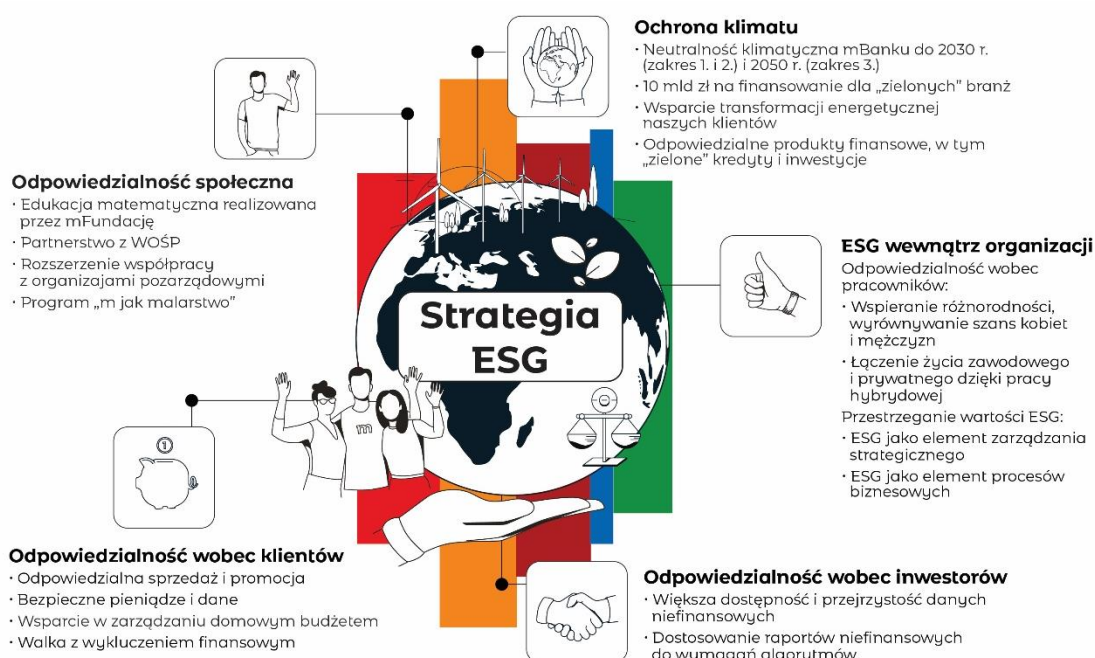 Ochrona klimatu
· Neutralność klimatyczna mBanku do 2030 r.
(zakres 1. i 2.) i 2050 r. (zakres 3.)
· 10 mld zł na finansowanie dla „zielonych” branż
· Wsparcie transformacji energetycznej
naszych klientów
· Odpowiedzialne produkty finansowe, w tym
„zielone” kredyty i inwestycje
Odpowiedzialność społeczna
· Edukacja matematyczna realizowana
przez mFundację
· Partnerstwo z WOŚP
· Rozszerzenie współpracy
z organizajami pozarządowymi
· Program „m jak malarstwo”
ESG wewnątrz organizacji
Odpowiedzialność wobec
pracowników:
· Wspieranie różnorodności,
wyrównywanie szans kobiet
i mężczyzn
· Łączenie życia zawodowego
i prywatnego dzięki pracy
hybrydowej
Przestrzeganie wartości ESG:
· ESG jako element zarządzania
strategicznego
· ESG jako element procesów
biznesowych
Strategia
ESG
m
1
Odpowiedzialność wobec klientów
· Odpowiedzialna sprzedaż i promocja
· Bezpieczne pieniądze i dane
· Wsparcie w zarządzaniu domowym budżetem
· Walka z wykluczeniem finansowym
Odpowiedzialność wobec inwestorów
· Większa dostępność i przejrzystość danych
niefinansowych
· Dostosowanie raportów niefinansowych
do wymagań algorytmów